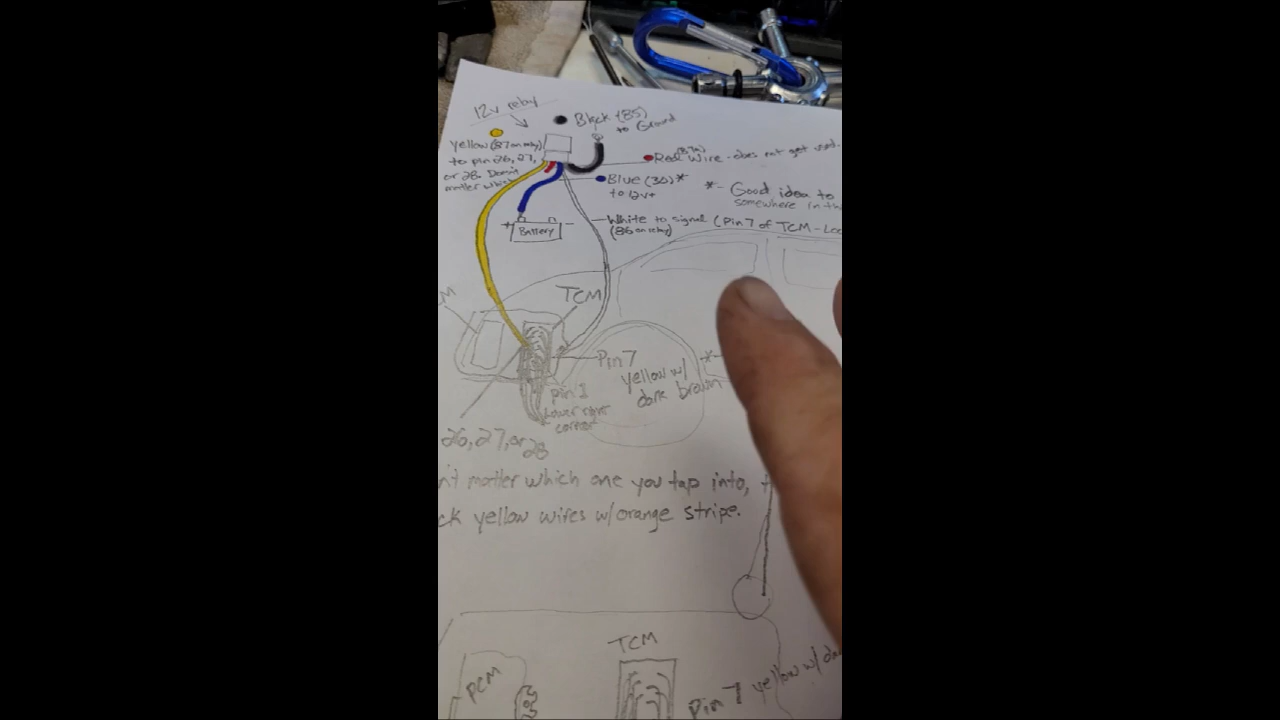 12v relay
Black (85)
to Ground
yellow (87 on relay)
to pin 26, 27,
or 28. Doesn't
matter which
Red (87a) Wire - does not get used.
Blue (30)*
to 12v+
*- Good idea to
somewhere in
White to signal (Pin 7 of TCM -
(86 on relay)
+ Battery -
TCM
Pin 7
yellow w/
dark brown
*-
pin 1
Lower right
corner
26, 27, or 28
matter which one you tap into,
yellow wires w/orange stripe.
TCM
PCM
Pin 7 yellow w/